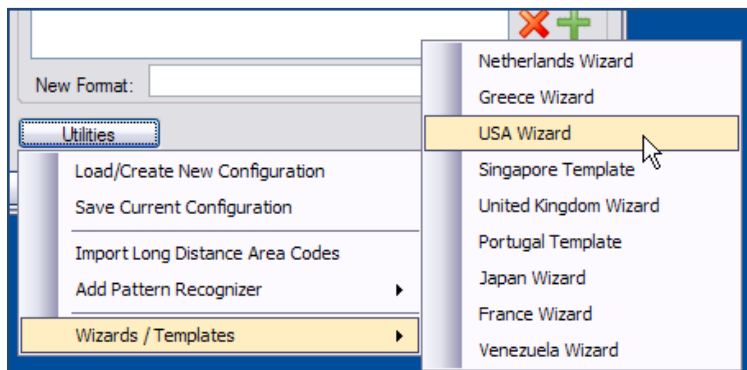 New Format:
Utilities
Load/Create New Configuration
Save Current Configuration
Import Long Distance Area Codes
Add Pattern Recognizer
Wizards / Templates
Netherlands Wizard
Greece Wizard
USA Wizard
Singapore Template
United Kingdom Wizard
Portugal Template
Japan Wizard
France Wizard
Venezuela Wizard